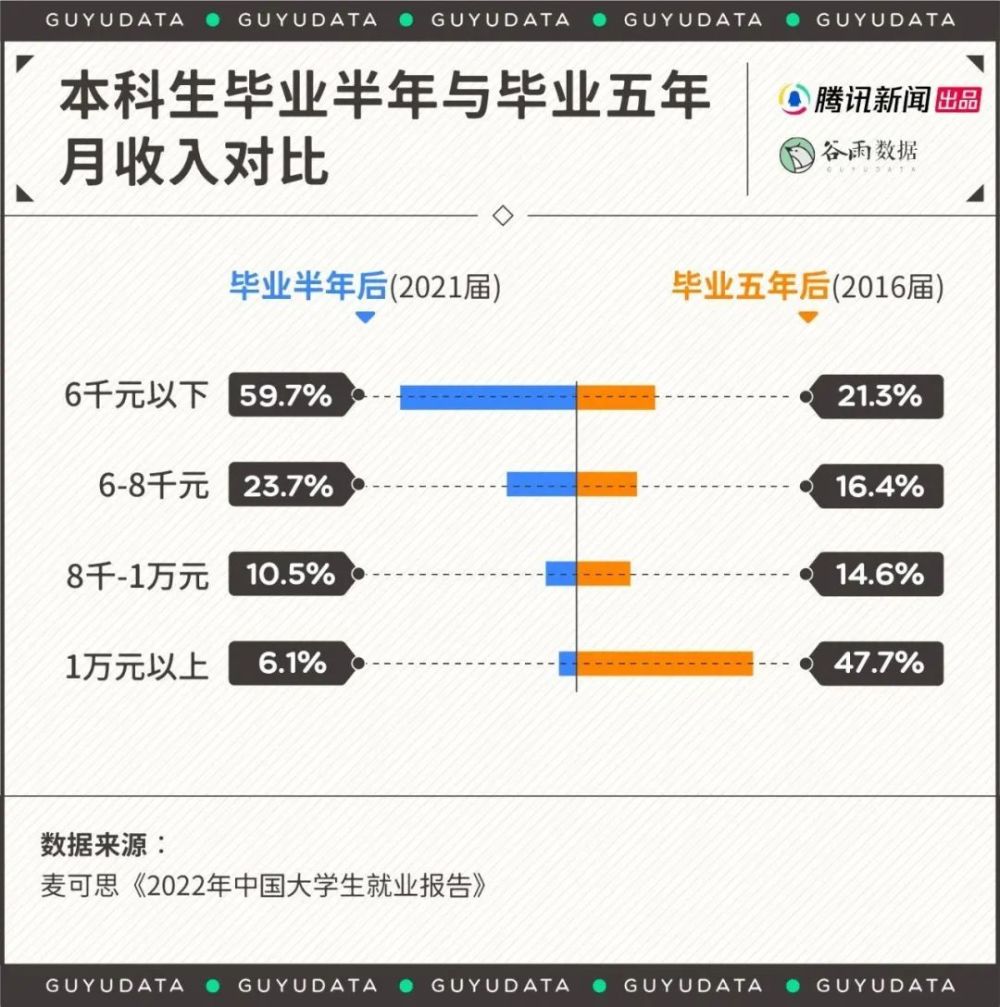 GUYUDATA GUYUDATA GUYUDATA GUYUDATA GUYUDATA
本科生毕业半年与毕业五年
月收入对比
腾讯新闻 出品
谷雨数据
GUYUDATA
毕业半年后(2021届) 毕业五年后(2016届)
6千元以下 59.7% 21.3%
6-8千元 23.7% 16.4%
8千-1万元 10.5% 14.6%
1万元以上 6.1% 47.7%
数据来源：
麦可思《2022年中国大学生就业报告》
GUYUDATA GUYUDATA GUYUDATA GUYUDATA GUYUDATA